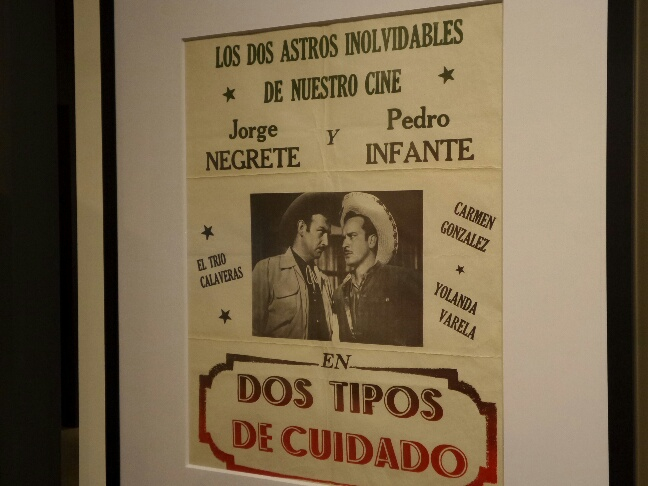 LOS DOS ASTROS INOLVIDABLES
DE NUESTRO CINE
Jorge NEGRETE
Y
Pedro INFANTE
EL TRIO
CALAVERAS
CARMEN
GONZALEZ
YOLANDA
VARELA
EN
DOS TIPOS
DE CUIDADO